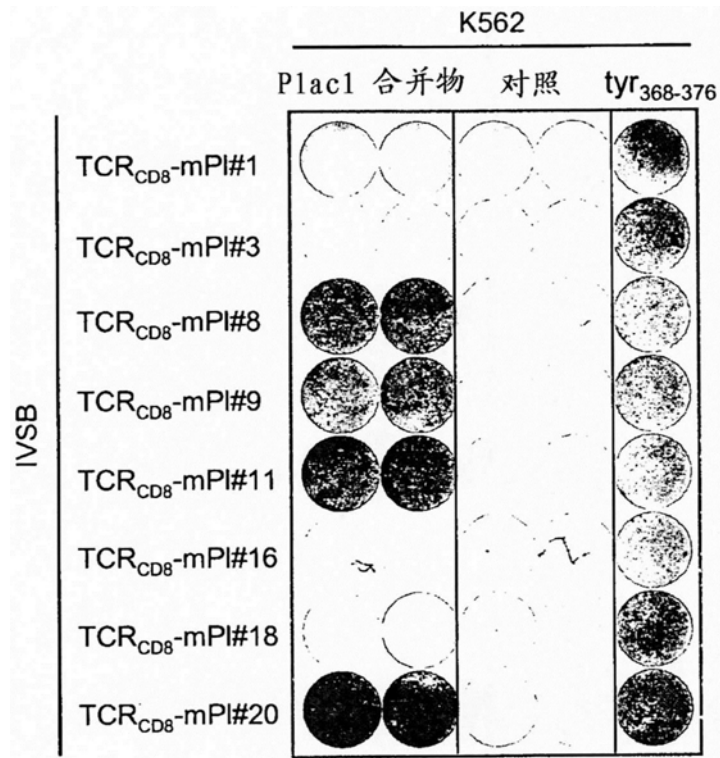 K562
Plac1 合并物 对照 tyr368-376
TCRCD8-mPl#1
TCRCD8-mPl#3
TCRCD8-mPl#8
TCRCD8-mPl#9
IVSB
TCRCD8-mPl#11
TCRCD8-mPl#16
TCRCD8-mPl#18
TCRCD8-mPl#20